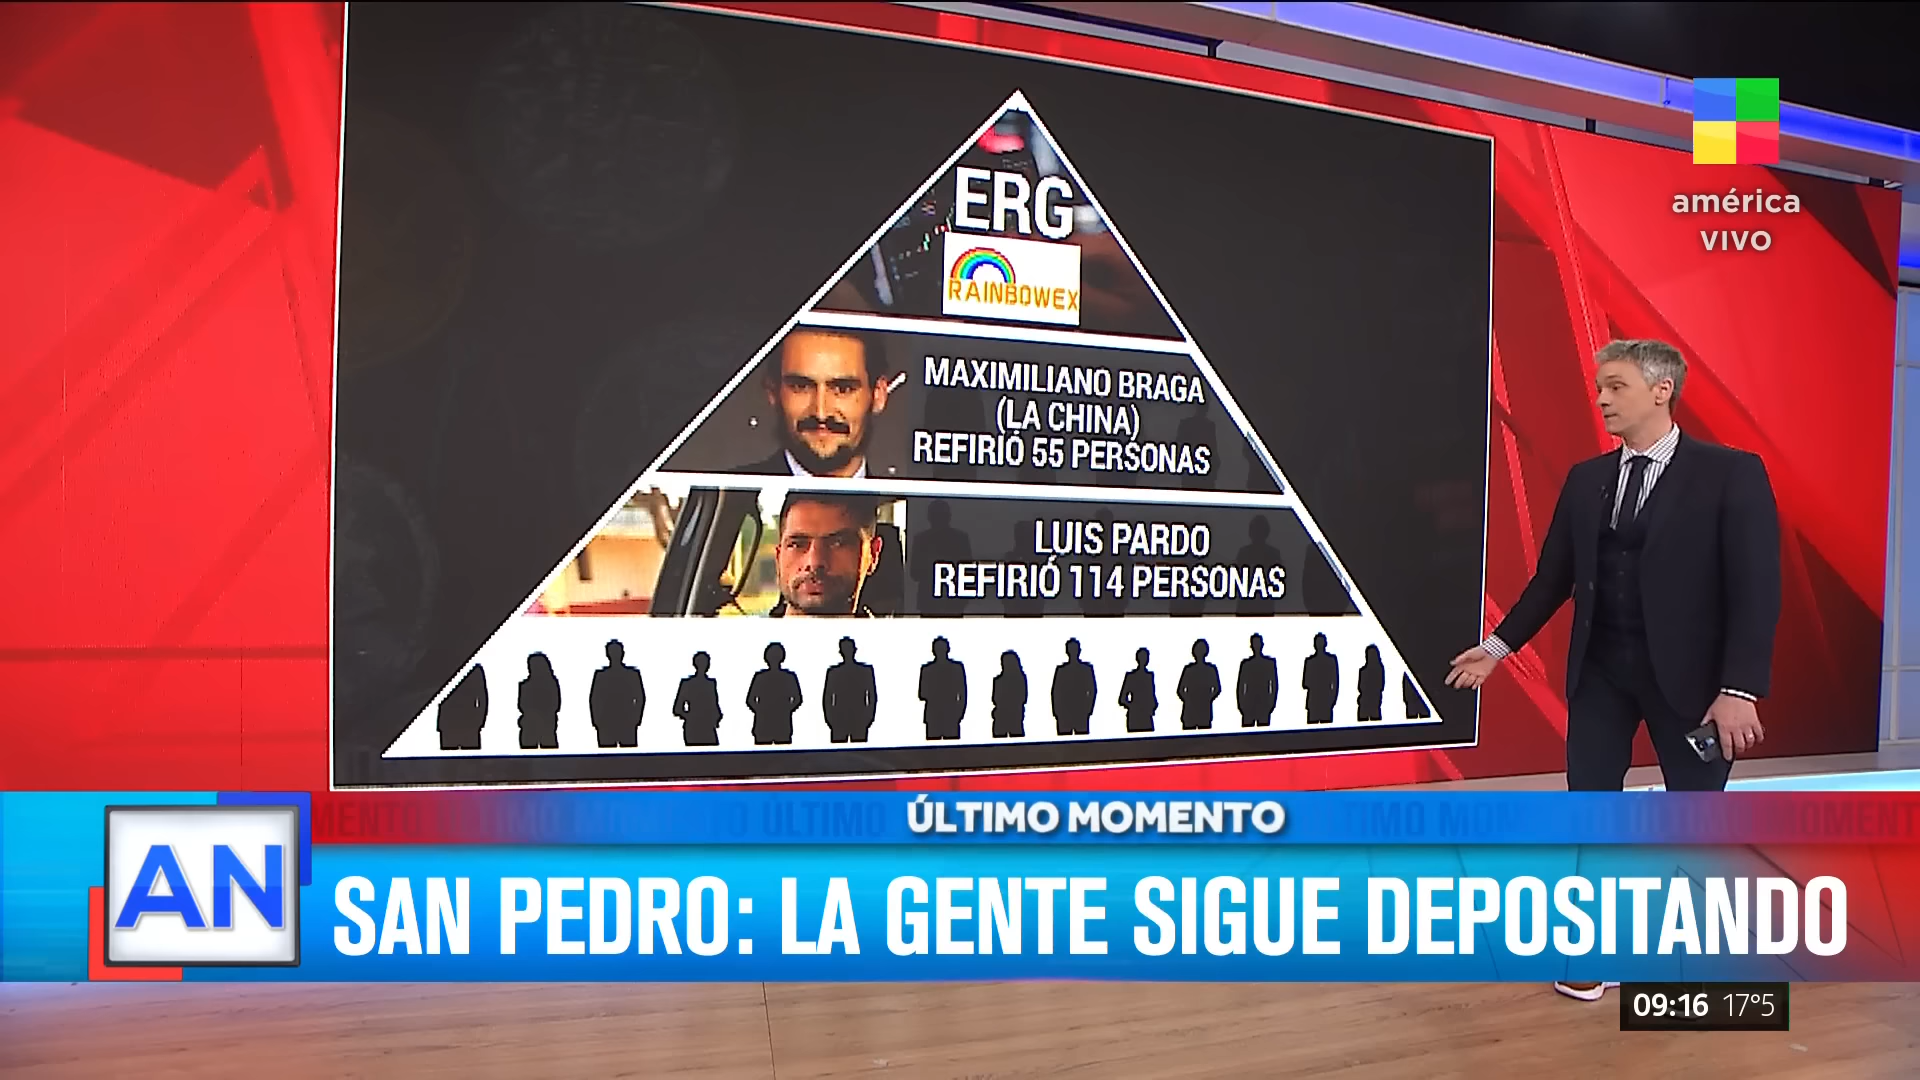 ERG
RAINBOWEX
MAXIMILIANO BRAGA
(LA CHINA)
REFIRIÓ 55 PERSONAS
LUIS PARDO
REFIRIÓ 114 PERSONAS
américa
VIVO
ÚLTIMO MOMENTO
AN
SAN PEDRO: LA GENTE SIGUE DEPOSITANDO
09:16 17°5